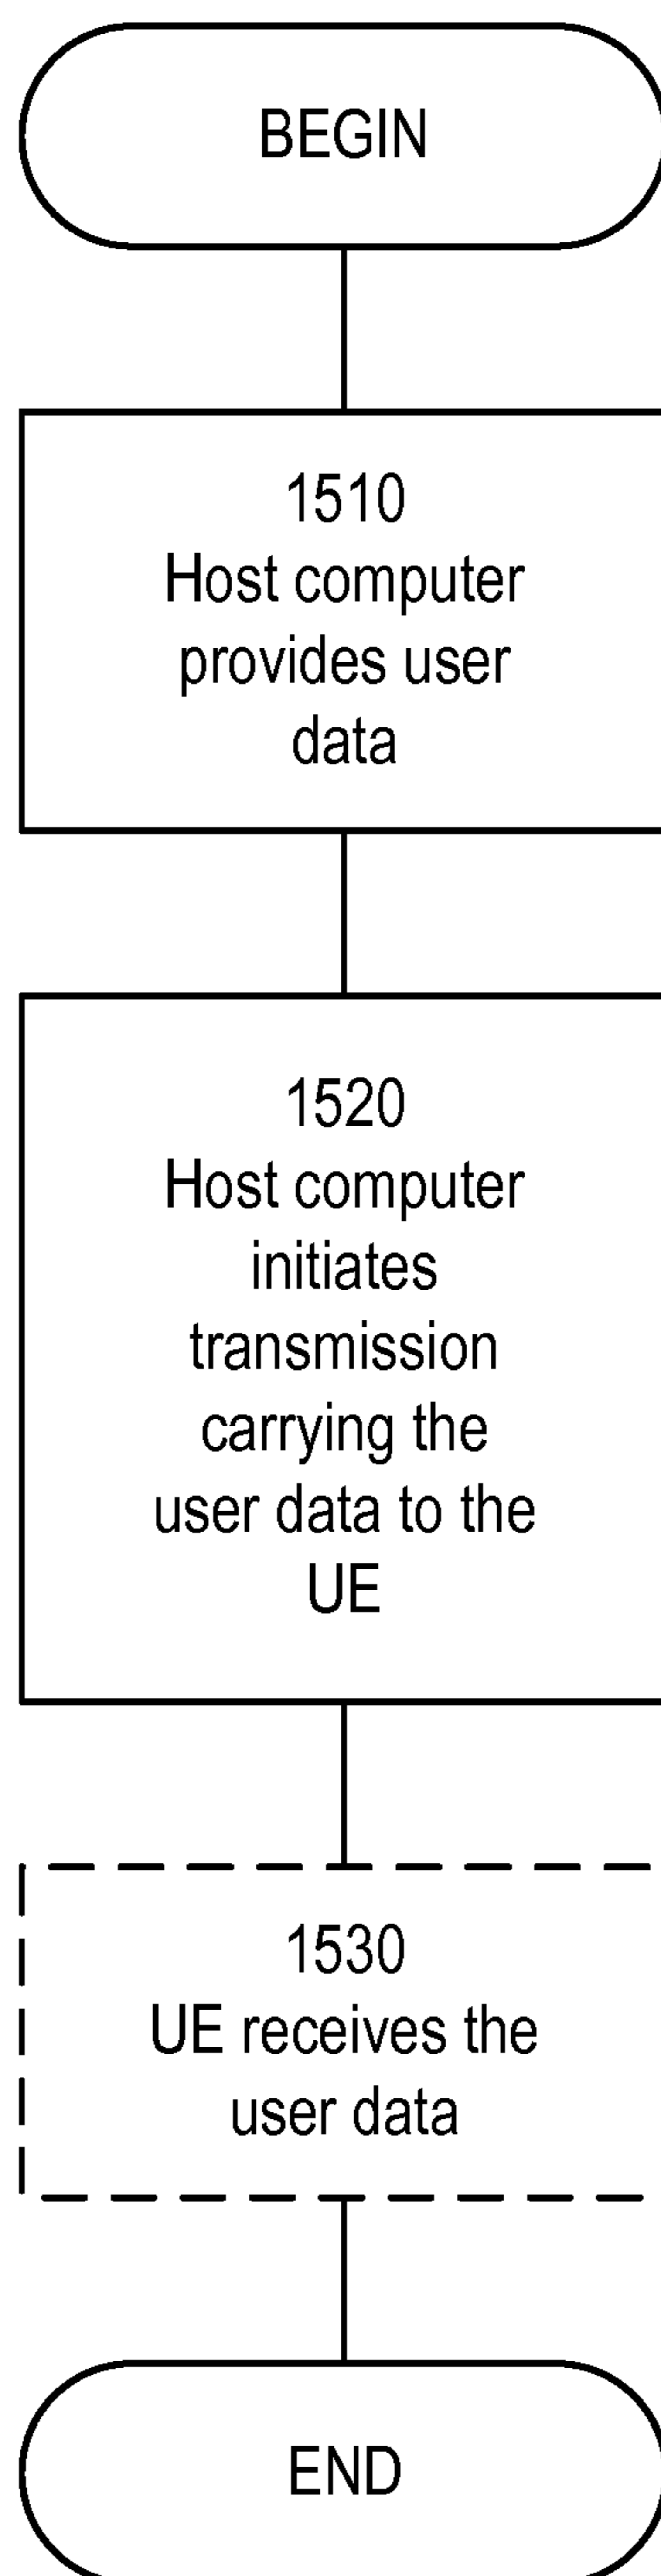 BEGIN
1510
Host computer
provides user
data
1520
Host computer
initiates
transmission
carrying the
user data to the
UE
1530
UE receives the
user data
END